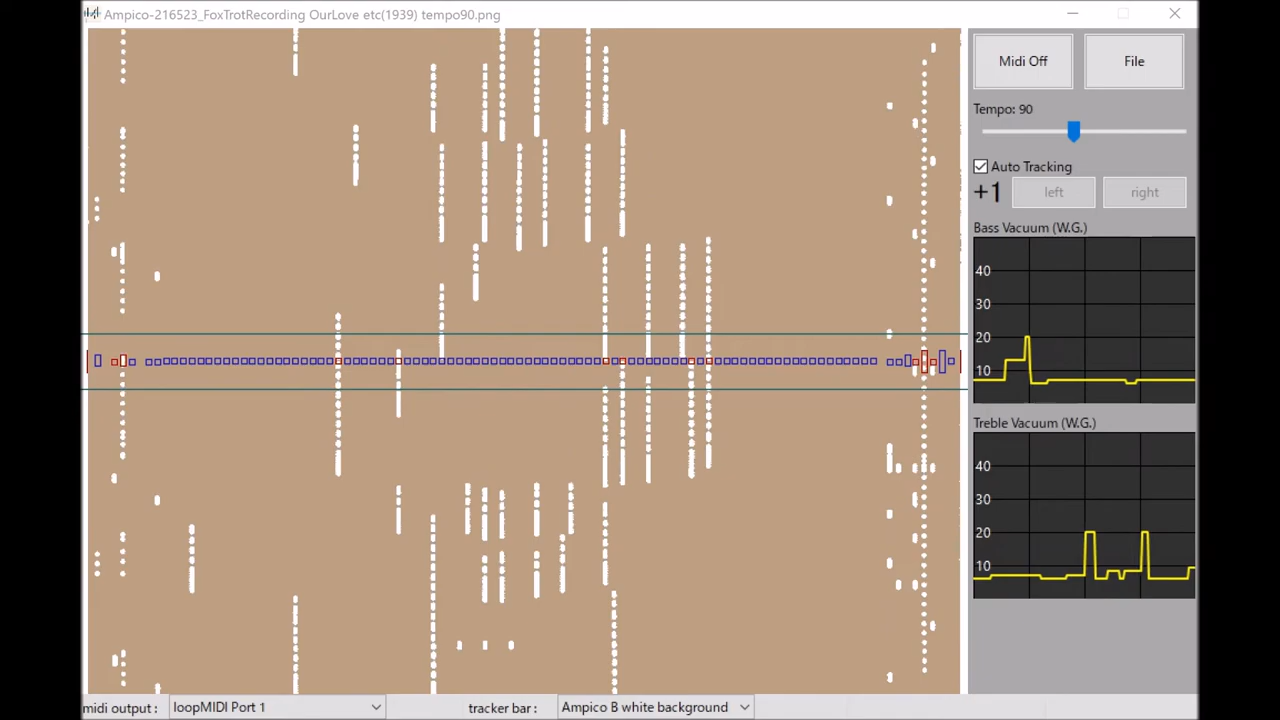 Ampico-216523_FoxTrotRecording OurLove etc(1939) tempo90.png
Midi Off
File
Tempo: 90
Auto Tracking
+1
left
right
Bass Vacuum (W.G.)
40
30
20
10
Treble Vacuum (W.G.)
40
30
20
10
midi output :
loopMIDI Port 1
tracker bar :
Ampico B white background